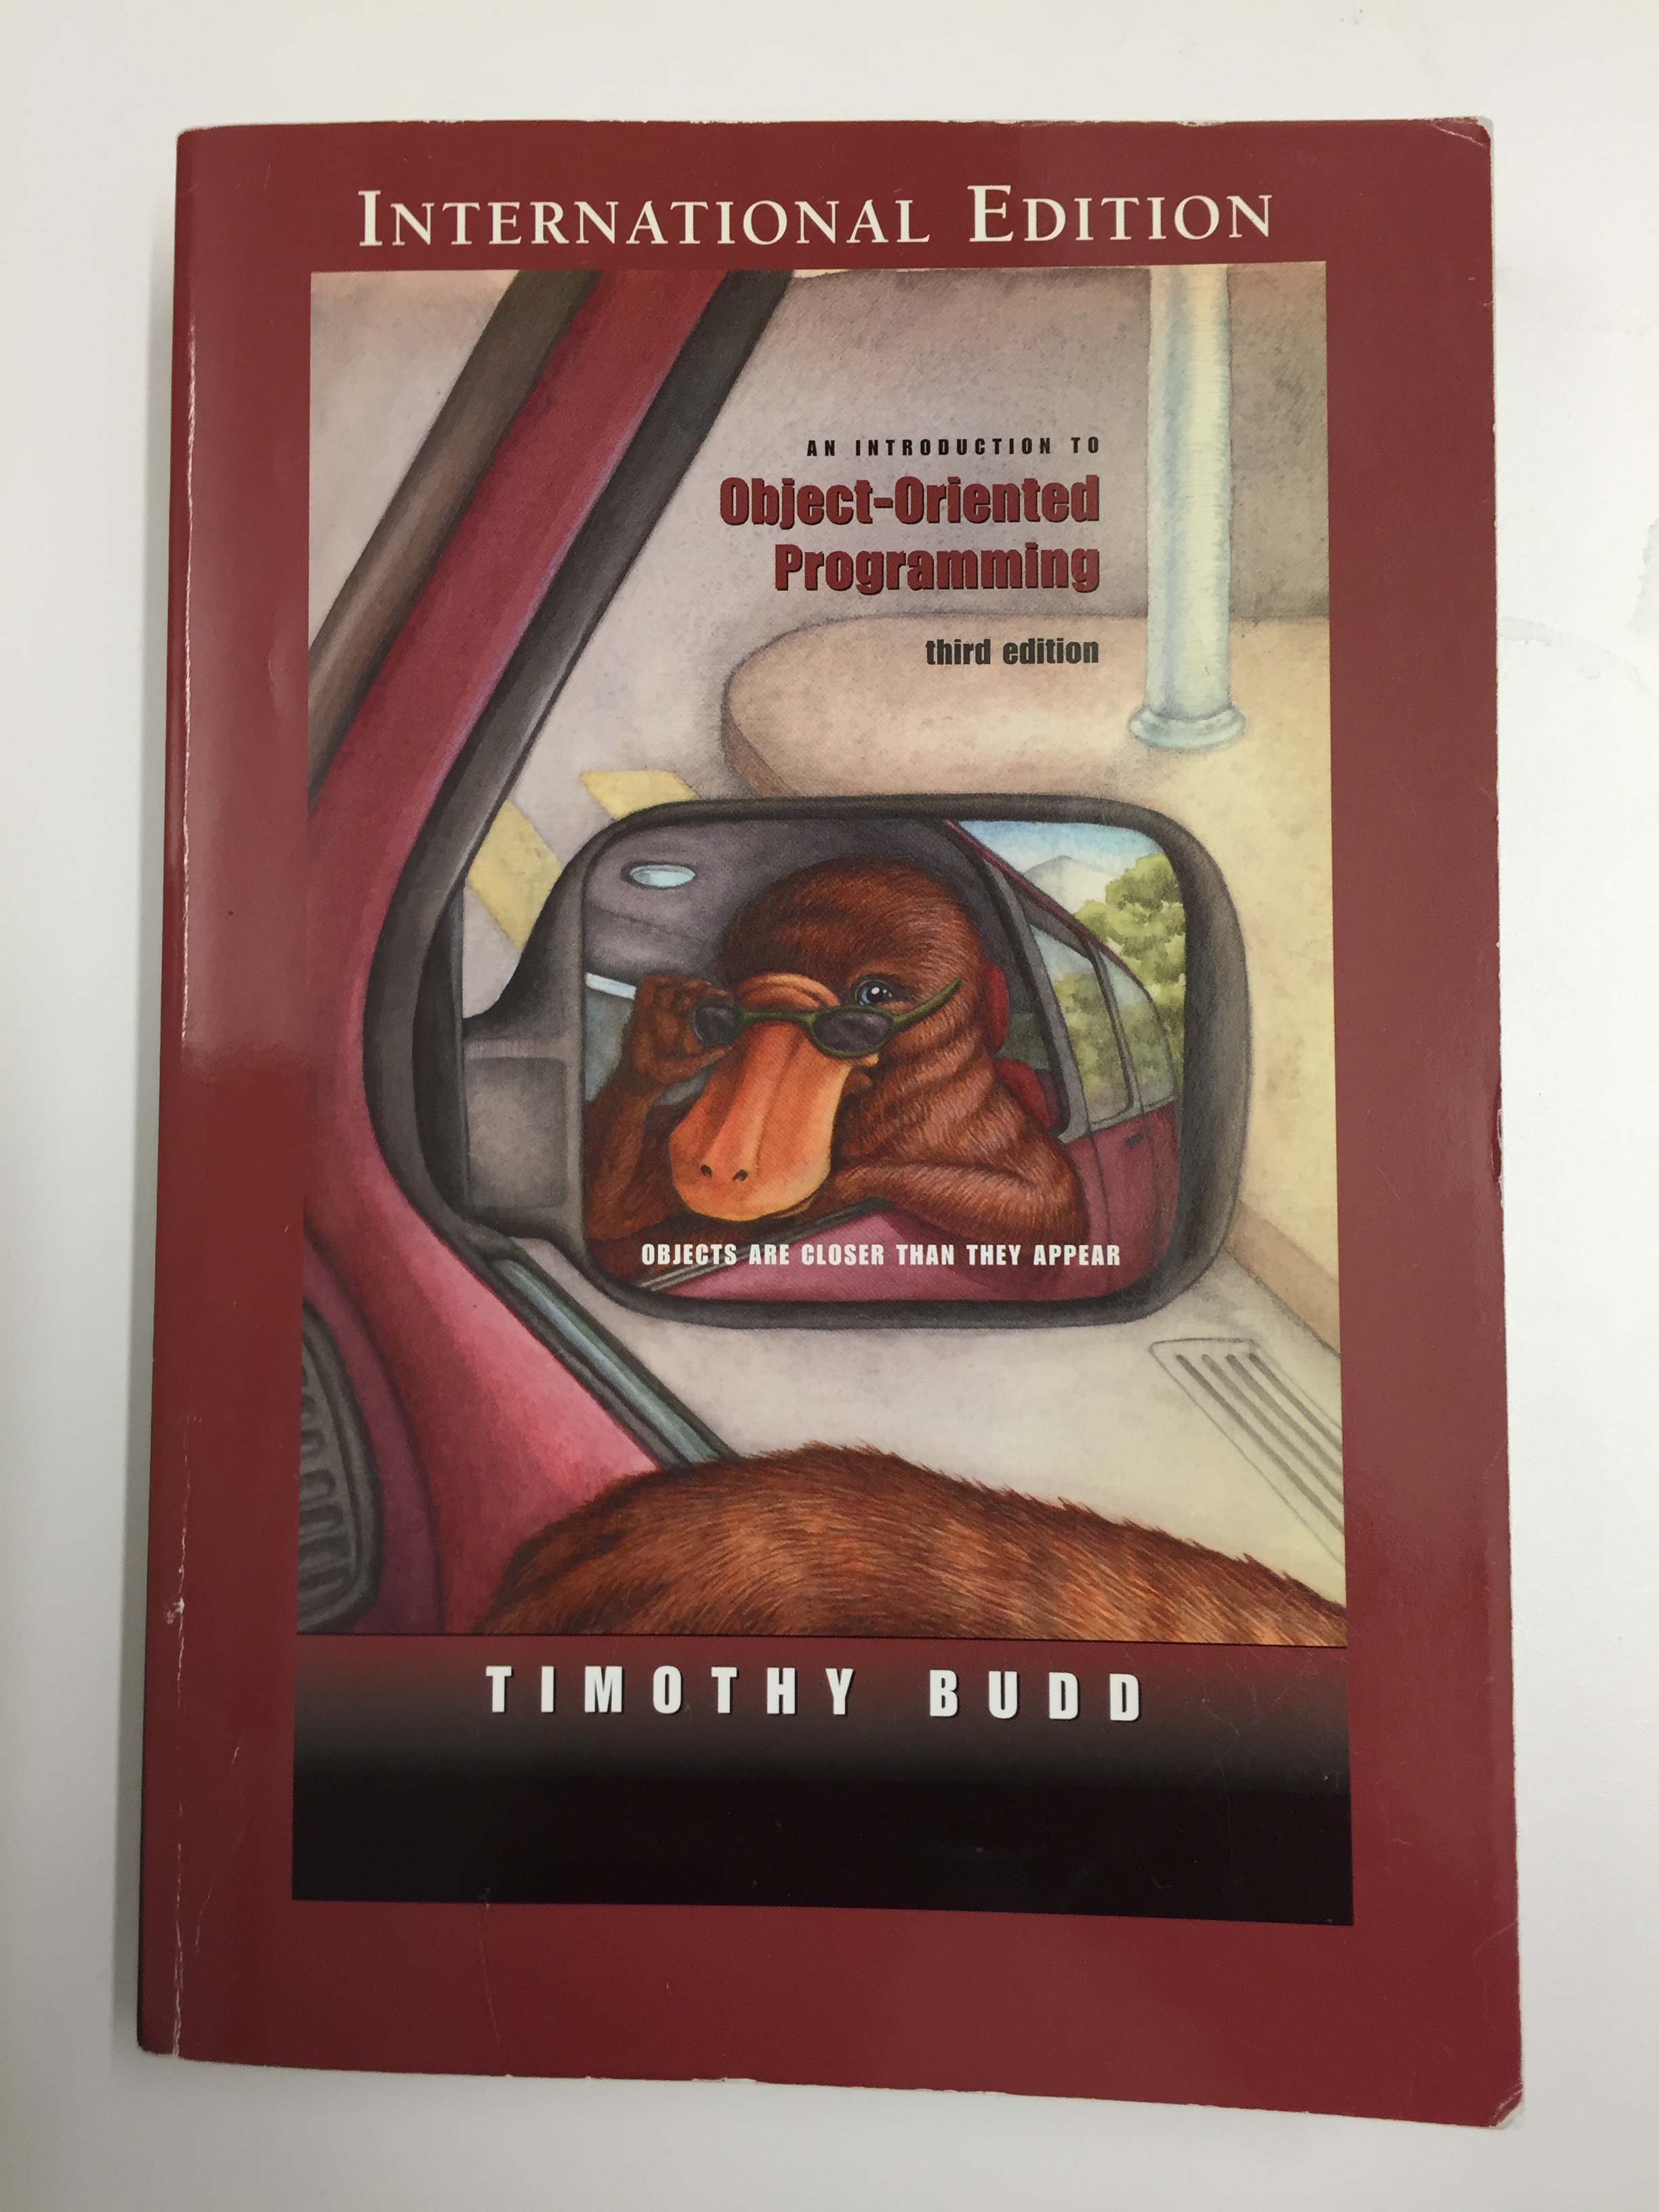 INTERNATIONAL EDITION
AN INTRODUCTION TO
Object-Oriented
Programming
third edition
OBJECTS ARE CLOSER THAN THEY APPEAR
TIMOTHY BUDD